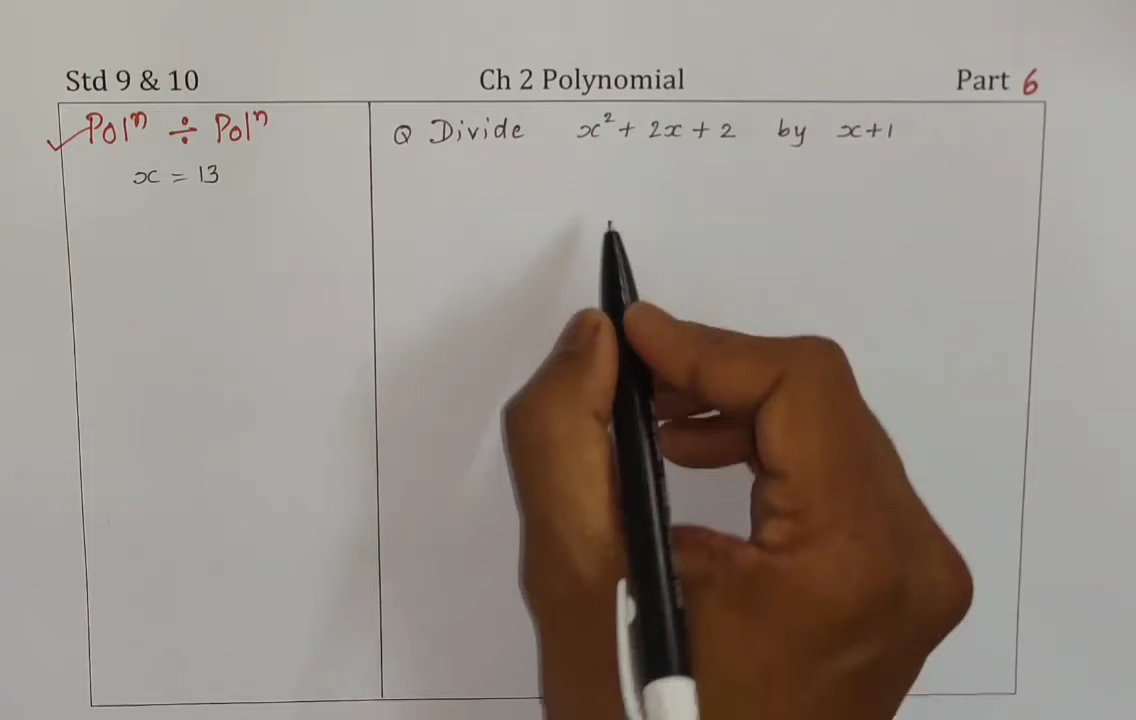 Std 9 & 10 Ch 2 Polynomial Part 6
Polⁿ ÷ Polⁿ
x = 13
Q Divide x² + 2x + 2 by x+1